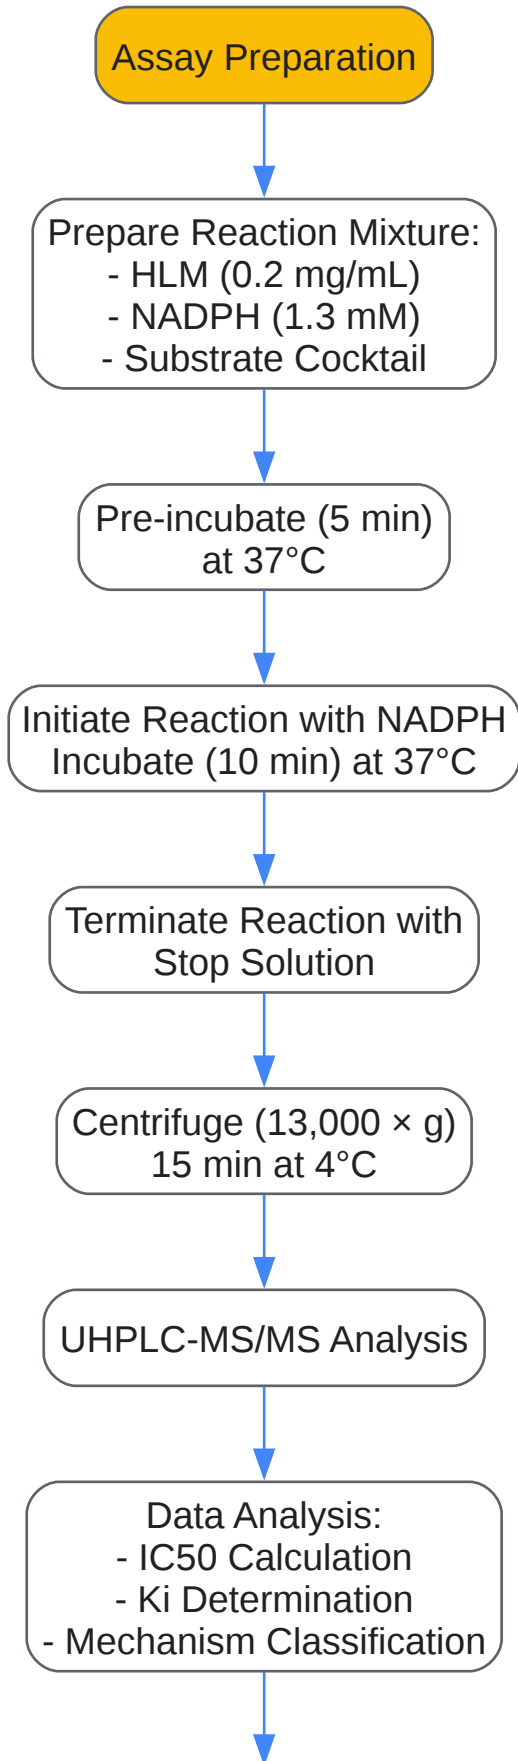 Assay Preparation
Prepare Reaction Mixture:
- HLM (0.2 mg/mL)
- NADPH (1.3 mM)
- Substrate Cocktail
Pre-incubate (5 min)
at 37°C
Initiate Reaction with NADPH
Incubate (10 min) at 37°C
Terminate Reaction with
Stop Solution
Centrifuge (13,000 × g)
15 min at 4°C
UHPLC-MS/MS Analysis
Data Analysis:
- IC50 Calculation
- Ki Determination
- Mechanism Classification